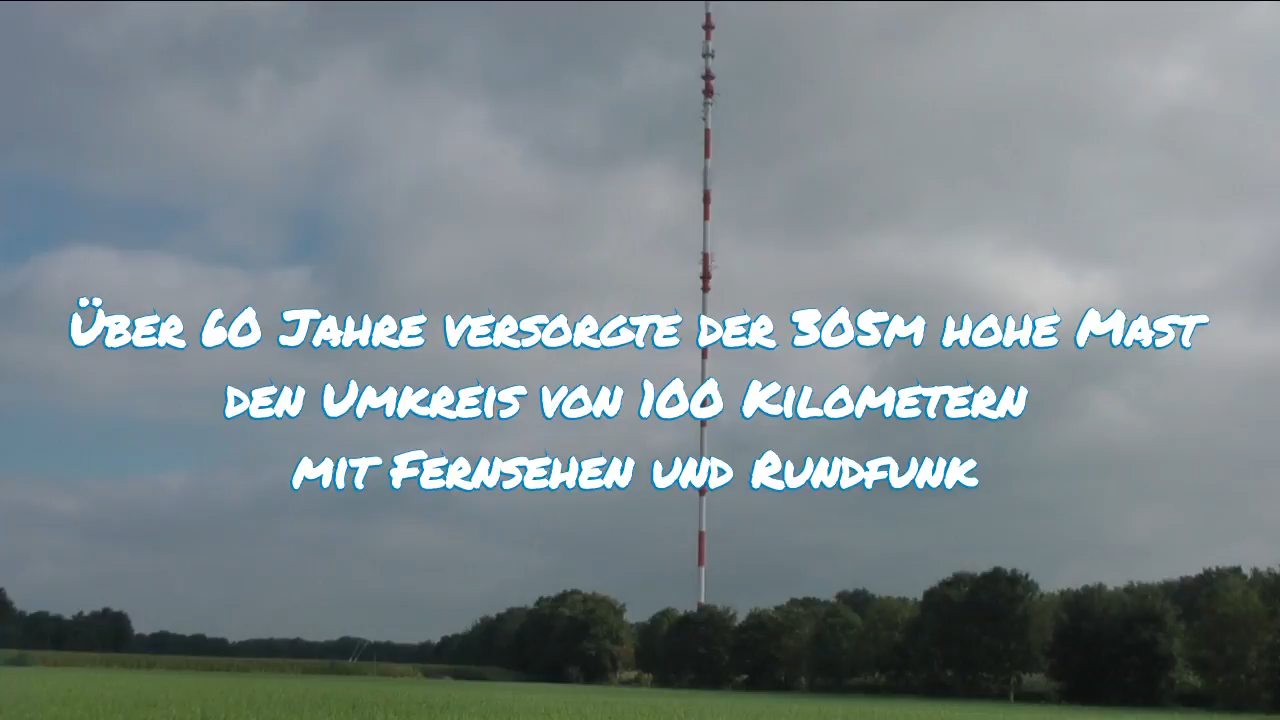 Über 60 Jahre versorgte der 305m hohe Mast
den Umkreis von 100 Kilometern
mit Fernsehen und Rundfunk